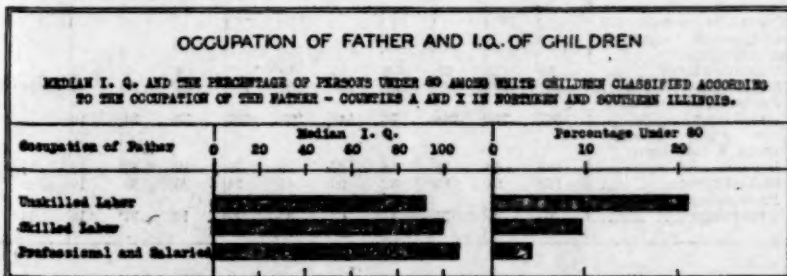 OCCUPATION OF FATHER AND I.Q. OF CHILDREN
MEDIAN I. Q. AND THE PERCENTAGE OF PERSONS UNDER 80 AMONG WHITE CHILDREN CLASSIFIED ACCORDING
TO THE OCCUPATION OF THE FATHER - COUNTIES A AND X IN NORTHERN AND SOUTHERN ILLINOIS.
Occupation of Father
Median I. Q.
0 20 40 60 80 100
Percentage Under 80
0 10 20
Unskilled Labor
Skilled Labor
Professional and Salaried